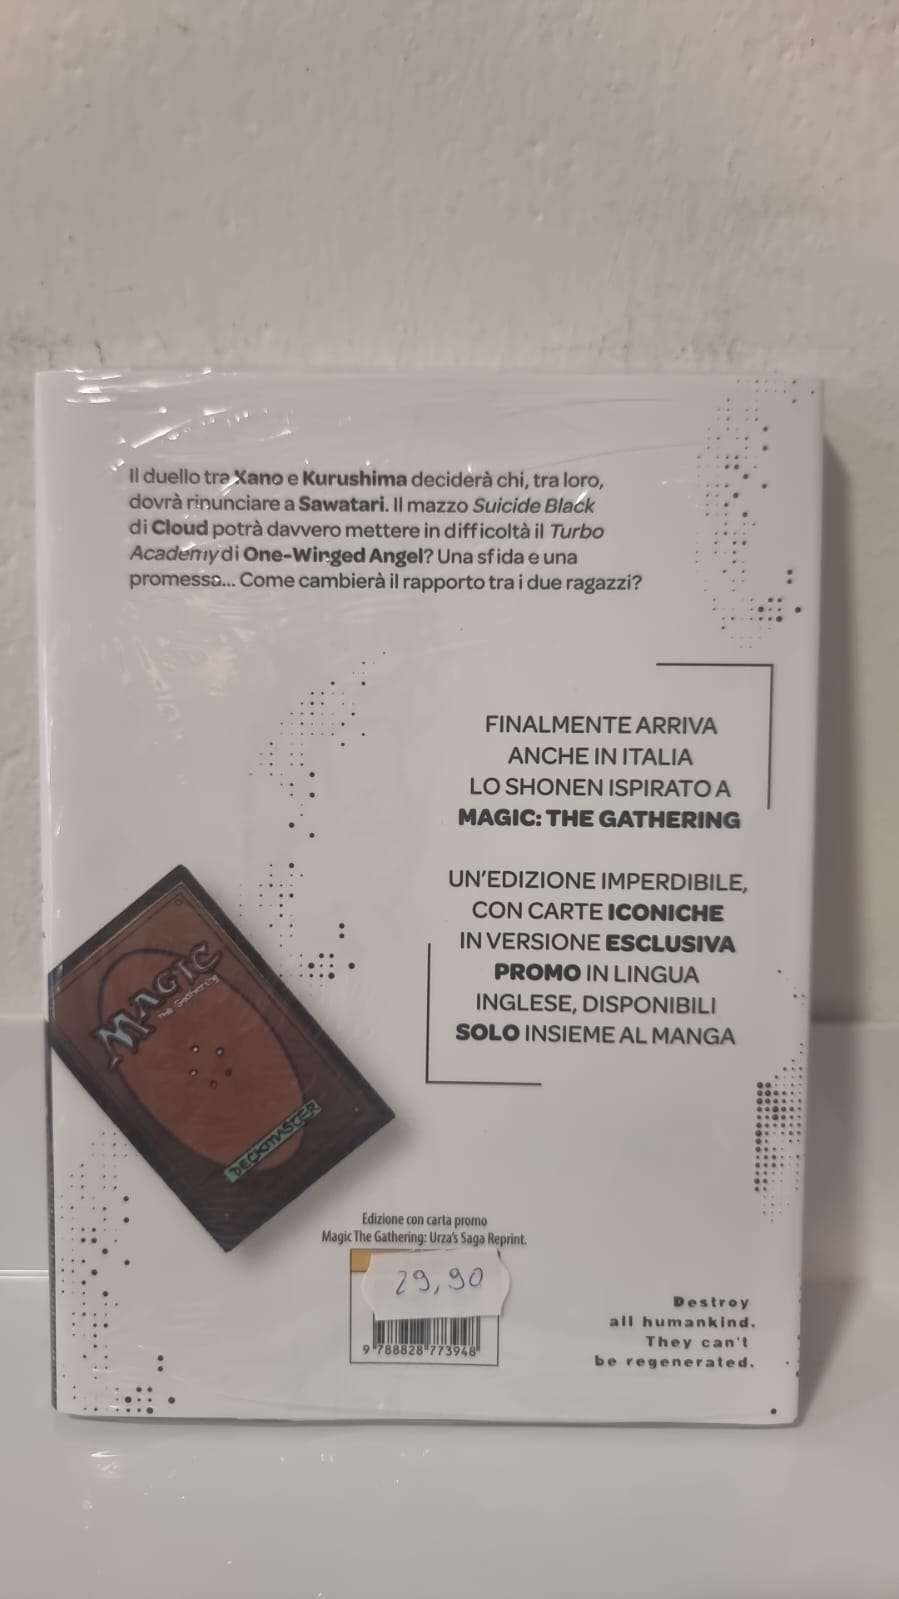 Il duello tra Kano e Kurushima deciderà chi, tra loro,
dovrà rinunciare a Sawatari. Il mazzo Suicide Black
di Cloud potrà davvero mettere in difficoltà il Turbo
Academy di One-Winged Angel? Una sfida e una
promessa... Come cambierà il rapporto tra i due ragazzi?
FINALMENTE ARRIVA
ANCHE IN ITALIA
LO SHONEN ISPIRATO A
MAGIC: THE GATHERING
UN'EDIZIONE IMPERDIBILE,
CON CARTE ICONICHE
IN VERSIONE ESCLUSIVA
PROMO IN LINGUA
INGLESE, DISPONIBILI
SOLO INSIEME AL MANGA
MAGIC
The Gathering
DECKMASTER
Edizione con carta promo
Magic The Gathering: Urza's Saga Reprint.
29,90
9 788828 773948
Destroy
all humankind.
They can't
be regenerated.